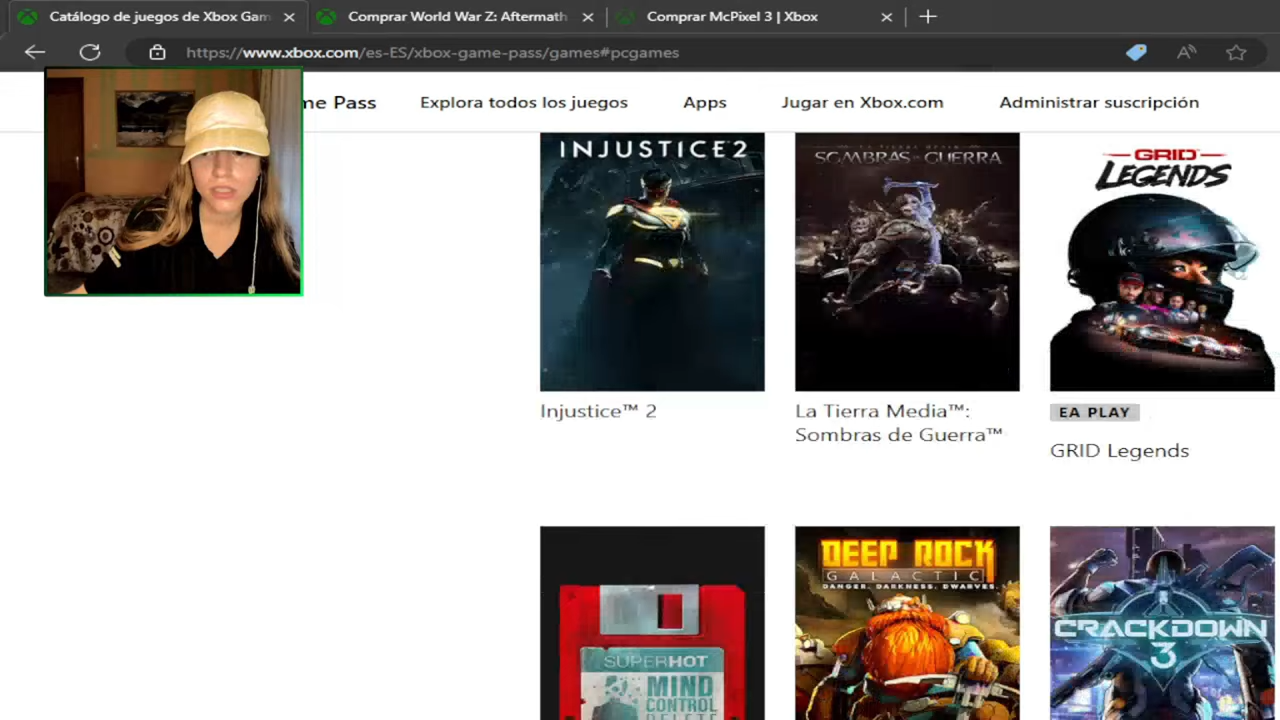 Catálogo de juegos de Xbox Gam
Comprar World War Z: Aftermath
Comprar McPixel 3 | Xbox
https://www.xbox.com/es-ES/xbox-game-pass/games#pcgames
me Pass
Explora todos los juegos
Apps
Jugar en Xbox.com
Administrar suscripción
INJUSTICE 2
SOMBRAS DE GUERRA
GRID
LEGENDS
Injustice™ 2
La Tierra Media™:
Sombras de Guerra™
EA PLAY
GRID Legends
SUPERHOT
MIND
CONTROL
DELETE
DEEP ROCK
GALACTIC
DANGER. DARKNESS. DWARVES.
CRACKDOWN
3